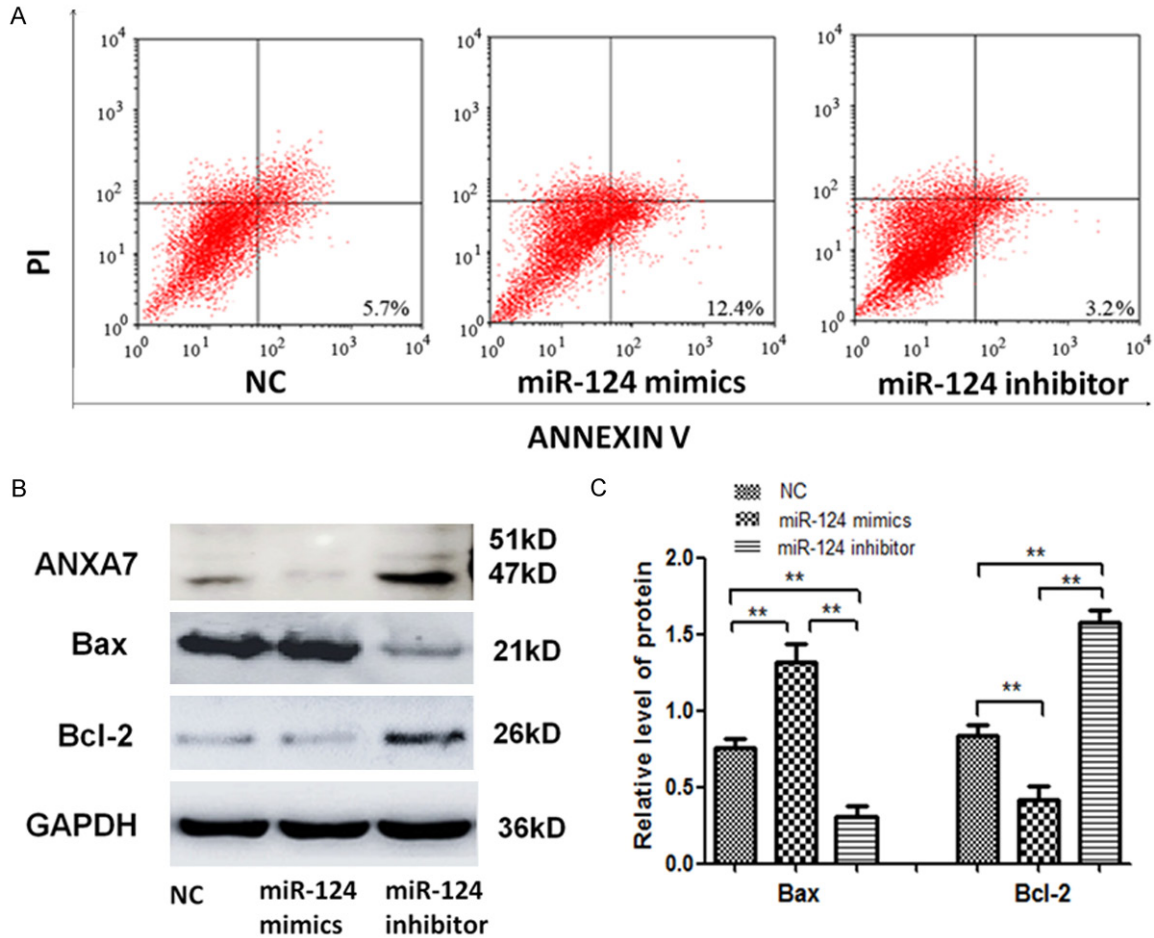 A
10^4
10^3
10^2
10^1
10^0
10^0 10^1 10^2 10^3 10^4
5.7%
NC
10^4
10^3
10^2
10^1
10^0
10^0 10^1 10^2 10^3 10^4
12.4%
miR-124 mimics
10^4
10^3
10^2
10^1
10^0
10^0 10^1 10^2 10^3 10^4
3.2%
miR-124 inhibitor
PI
ANNEXIN V
B
ANXA7
51kD
47kD
Bax
21kD
Bcl-2
26kD
GAPDH
36kD
NC
miR-124
mimics
miR-124
inhibitor
C
NC
miR-124 mimics
miR-124 inhibitor
Relative level of protein
2.0
1.5
1.0
0.5
0.0
**
**
**
**
**
**
Bax
Bcl-2